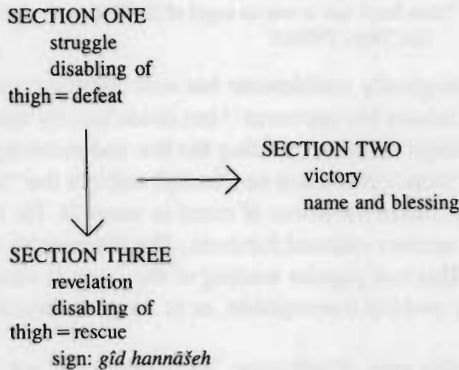 SECTION ONE
struggle
disabling of
thigh = defeat
SECTION TWO
victory
name and blessing
SECTION THREE
revelation
disabling of
thigh = rescue
sign: gîd hannāšeh